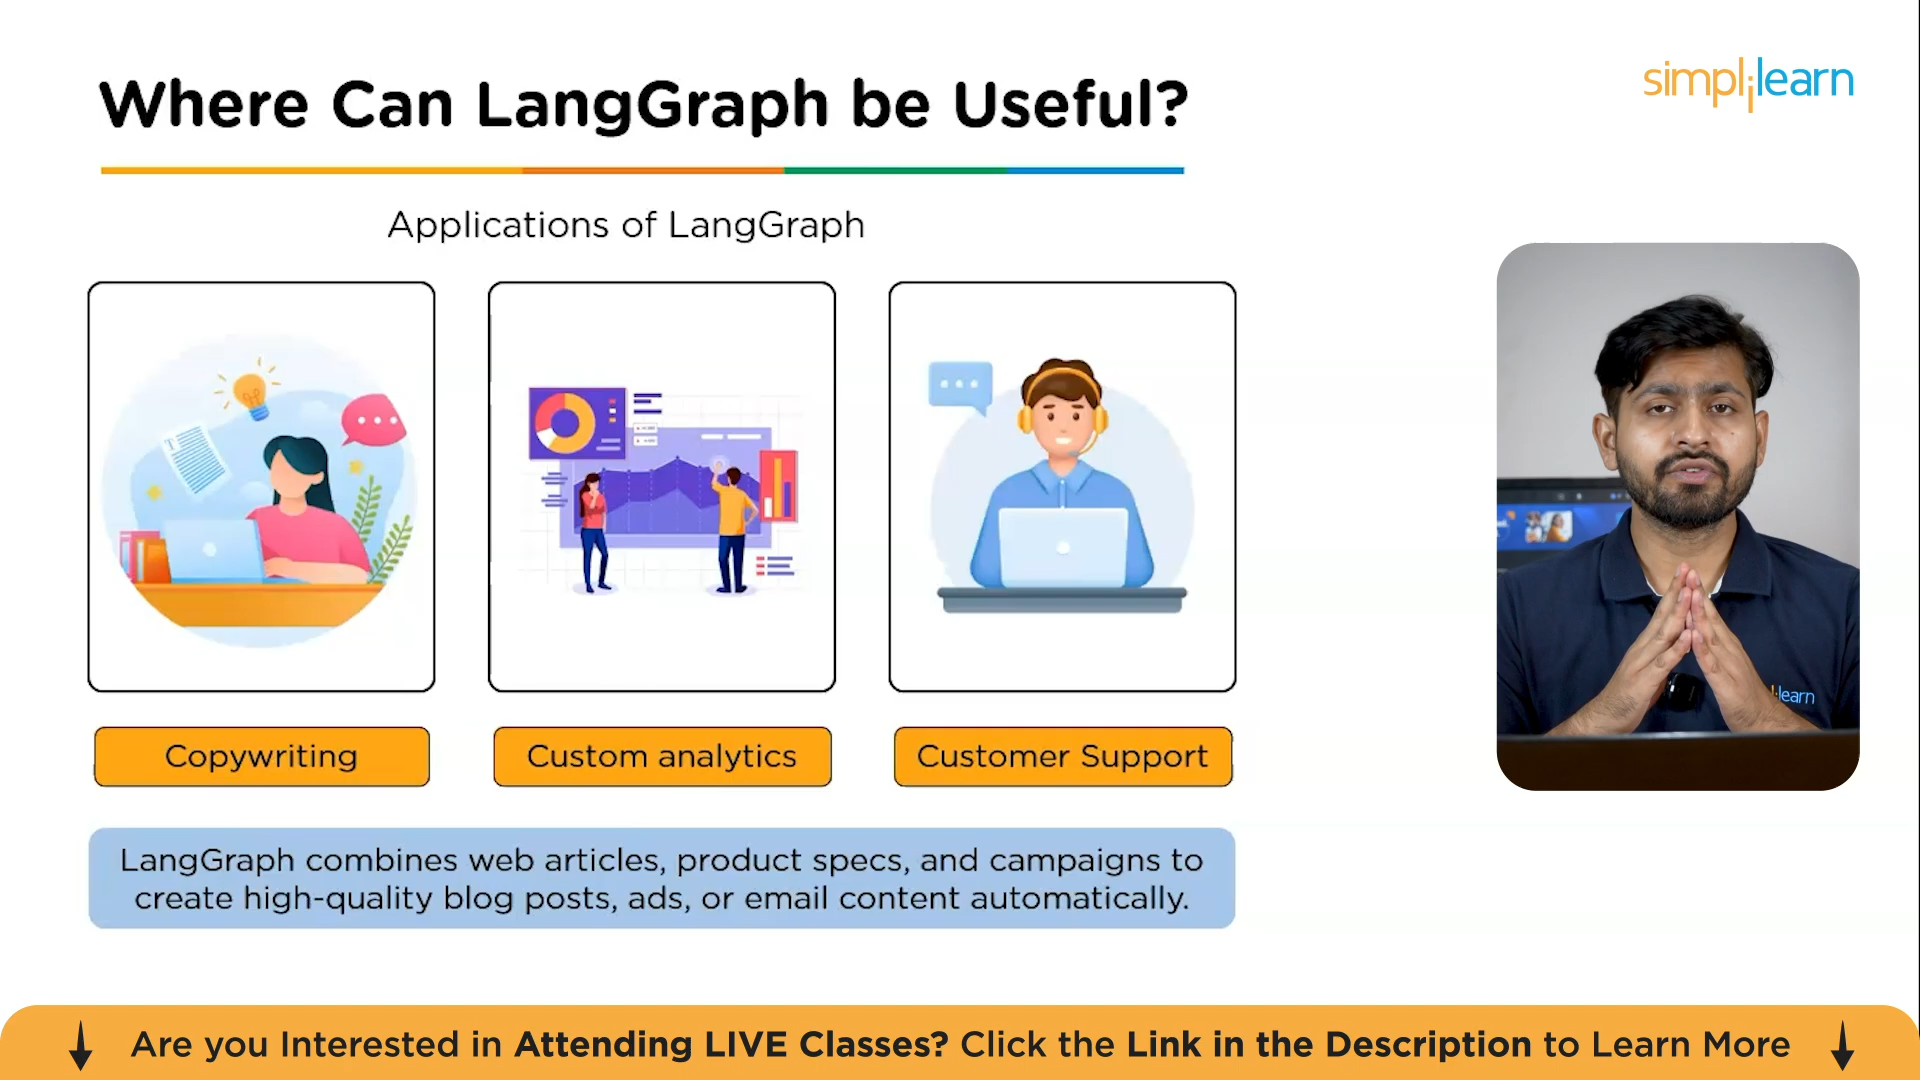 Where Can LangGraph be Useful?
simplilearn
Applications of LangGraph
Copywriting
Custom analytics
Customer Support
LangGraph combines web articles, product specs, and campaigns to
create high-quality blog posts, ads, or email content automatically.
learn
Are you Interested in Attending LIVE Classes? Click the Link in the Description to Learn More